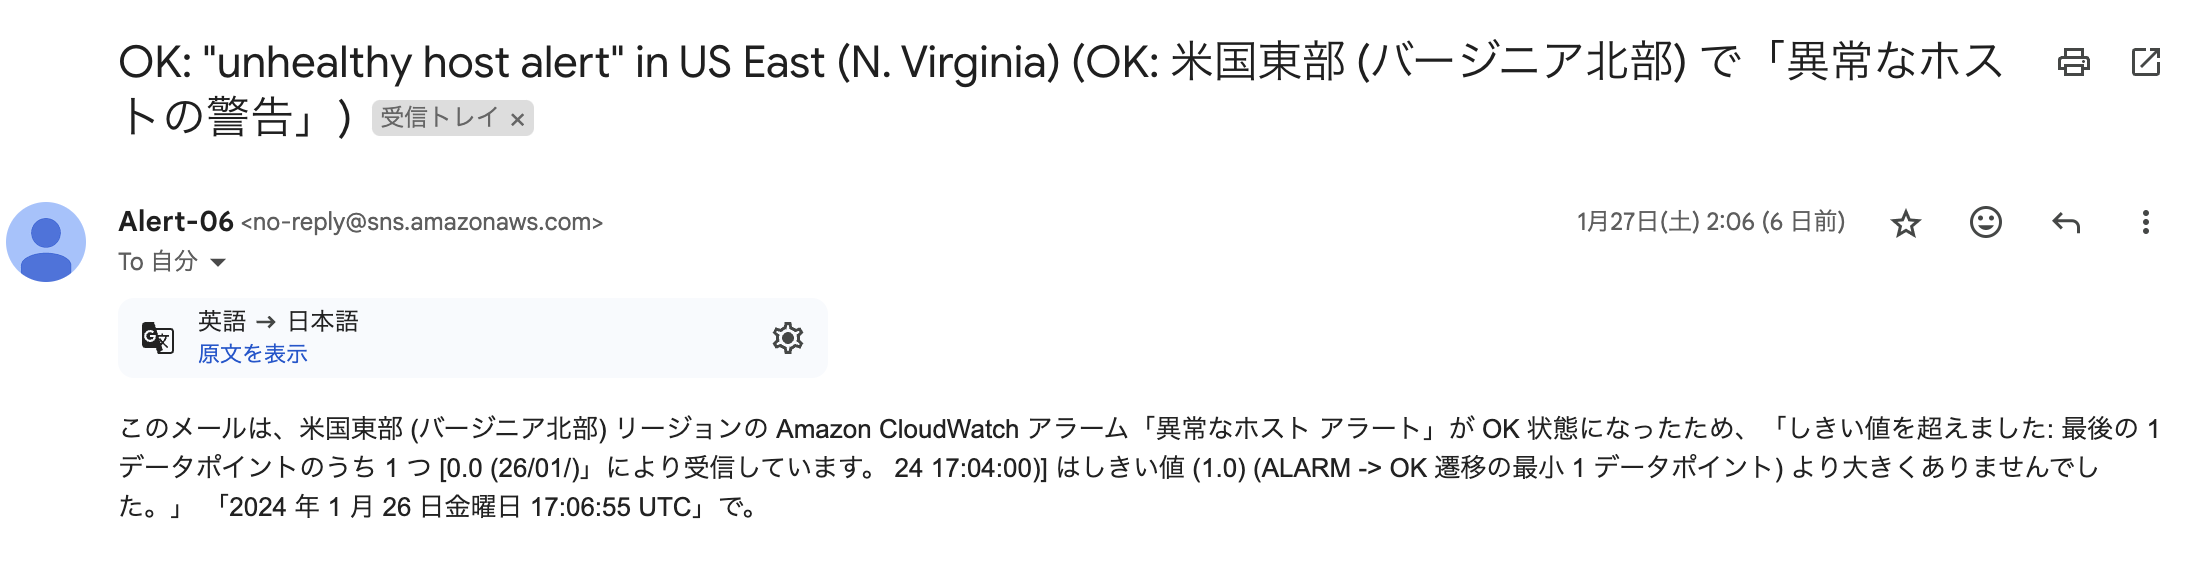 OK: "unhealthy host alert" in US East (N. Virginia) (OK: 米国東部 (バージニア北部) で「異常なホス
トの警告」) 受信トレイ ×
Alert-06 <no-reply@sns.amazonaws.com> 1月27日(土) 2:06 (6 日前)
To 自分
英語 → 日本語
原文を表示
このメールは、米国東部 (バージニア北部) リージョンの Amazon CloudWatch アラーム「異常なホスト アラート」が OK 状態になったため、「しきい値を超えました: 最後の 1
データポイントのうち 1 つ [0.0 (26/01/)」により受信しています。 24 17:04:00)] はしきい値 (1.0) (ALARM -> OK 遷移の最小 1 データポイント) より大きくありませんでし
た。」 「2024 年 1 月 26 日金曜日 17:06:55 UTC」で。